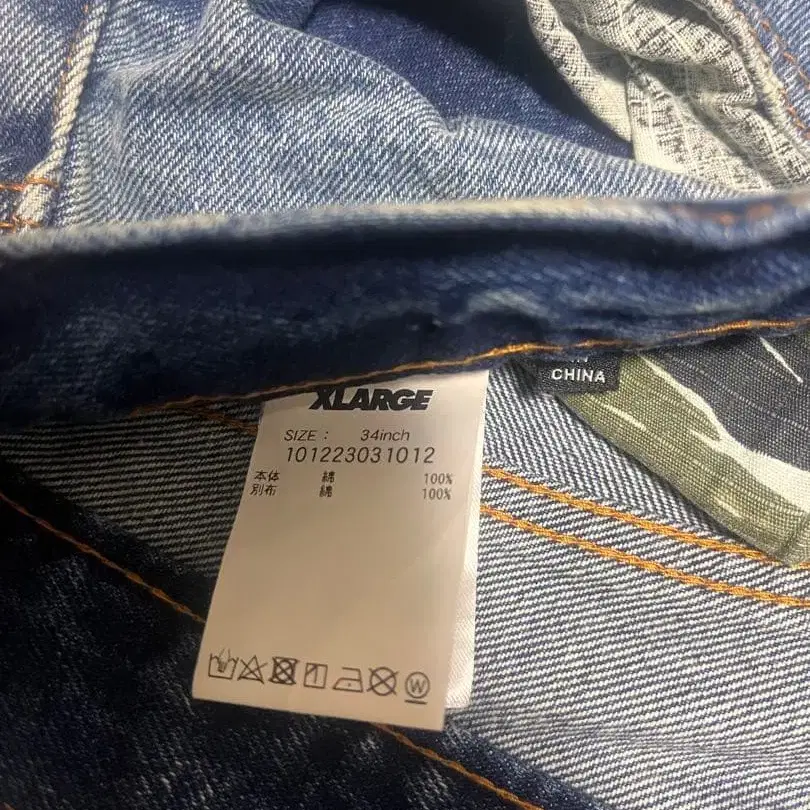 XLARGE
SIZE : 34inch
101223031012
本体 綿 100%
別布 綿 100%
W
CHINA